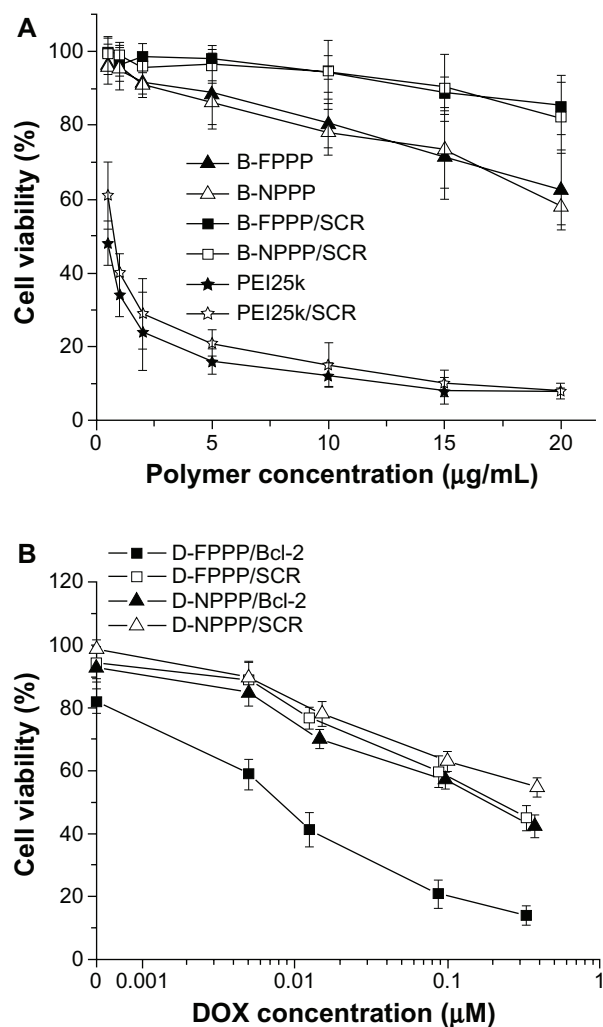 A
120
100
80
60
40
20
0
Cell viability (%)
B-FPPP
B-NPPP
B-FPPP/SCR
B-NPPP/SCR
PEI25k
PEI25k/SCR
0 5 10 15 20
Polymer concentration (µg/mL)
B
D-FPPP/Bcl-2
D-FPPP/SCR
D-NPPP/Bcl-2
D-NPPP/SCR
120
100
80
60
40
20
0
Cell viability (%)
0 0.001 0.01 0.1 1
DOX concentration (µM)